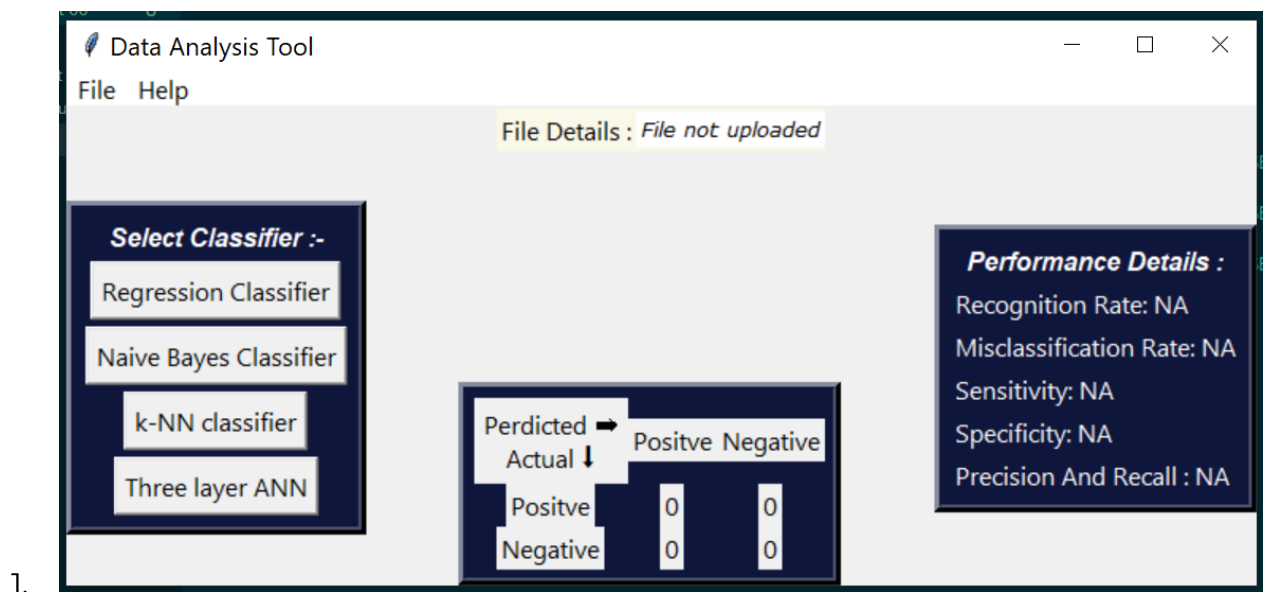 Data Analysis Tool
File Help
File Details : File not uploaded
Select Classifier :-
Regression Classifier
Naive Bayes Classifier
k-NN classifier
Three layer ANN
Perdicted ➡ Positve Negative
Actual ⬇
Positve 0 0
Negative 0 0
Performance Details :
Recognition Rate: NA
Misclassification Rate: NA
Sensitivity: NA
Specificity: NA
Precision And Recall : NA
1.